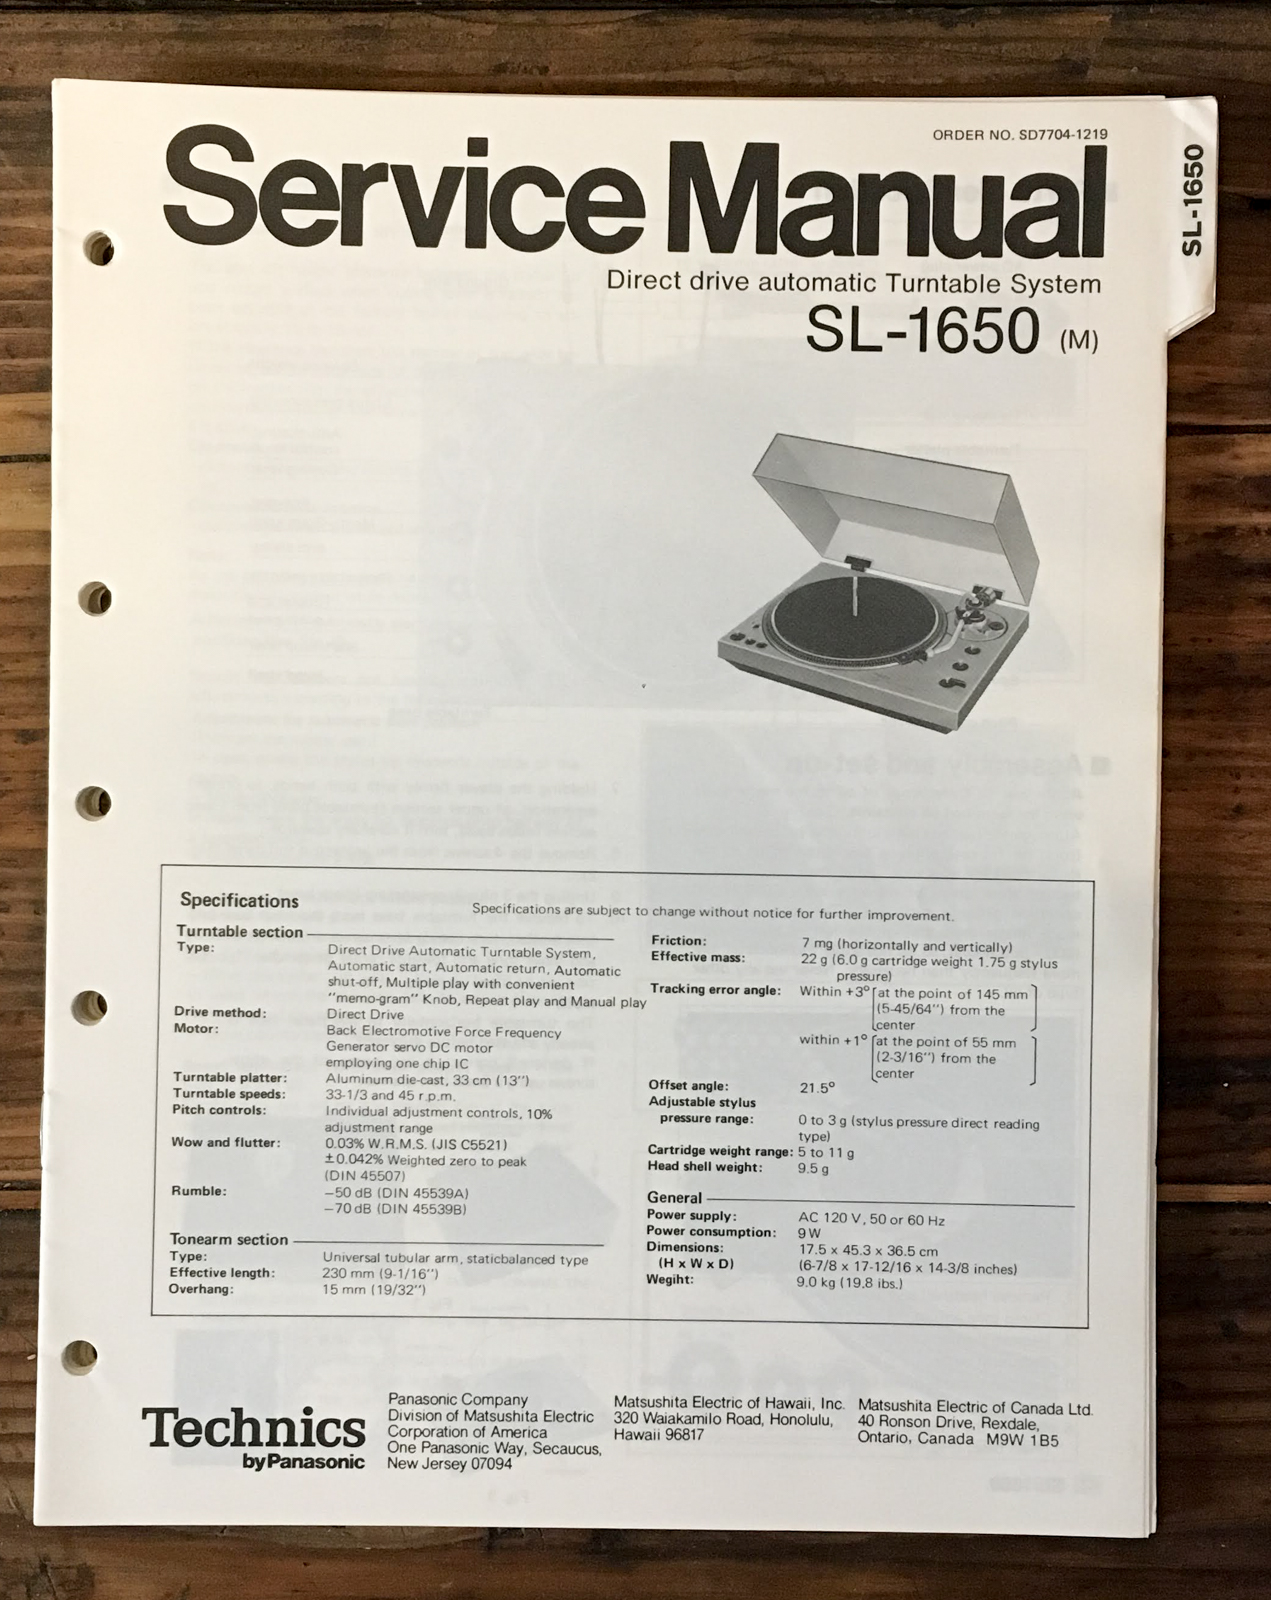 ORDER NO. SD7704-1219
SL-1650
Service Manual
Direct drive automatic Turntable System
SL-1650 (M)
Specifications
Specifications are subject to change without notice for further improvement.
Turntable section
Type: Direct Drive Automatic Turntable System,
Automatic start, Automatic return, Automatic
shut-off, Multiple play with convenient
"memo-gram" Knob, Repeat play and Manual play
Drive method: Direct Drive
Motor: Back Electromotive Force Frequency
Generator servo DC motor
employing one chip IC
Turntable platter: Aluminum die-cast, 33 cm (13")
Turntable speeds: 33-1/3 and 45 r.p.m.
Pitch controls: Individual adjustment controls, 10%
adjustment range
Wow and flutter: 0.03% W.R.M.S. (JIS C5521)
±0.042% Weighted zero to peak
(DIN 45507)
Rumble: −50 dB (DIN 45539A)
−70 dB (DIN 45539B)
Tonearm section
Type: Universal tubular arm, staticbalanced type
Effective length: 230 mm (9-1/16")
Overhang: 15 mm (19/32")
Friction: 7 mg (horizontally and vertically)
Effective mass: 22 g (6.0 g cartridge weight 1.75 g stylus
pressure)
Tracking error angle: Within +3° [at the point of 145 mm
(5-45/64") from the
center]
within +1° [at the point of 55 mm
(2-3/16") from the
center]
Offset angle: 21.5°
Adjustable stylus
pressure range: 0 to 3 g (stylus pressure direct reading
type)
Cartridge weight range: 5 to 11 g
Head shell weight: 9.5 g
General
Power supply: AC 120 V, 50 or 60 Hz
Power consumption: 9 W
Dimensions: 17.5 x 45.3 x 36.5 cm
(H x W x D) (6-7/8 x 17-12/16 x 14-3/8 inches)
Wegiht: 9.0 kg (19.8 ibs.)
Technics
by Panasonic
Panasonic Company
Division of Matsushita Electric
Corporation of America
One Panasonic Way, Secaucus,
New Jersey 07094
Matsushita Electric of Hawaii, Inc.
320 Waiakamilo Road, Honolulu,
Hawaii 96817
Matsushita Electric of Canada Ltd.
40 Ronson Drive, Rexdale,
Ontario, Canada M9W 1B5